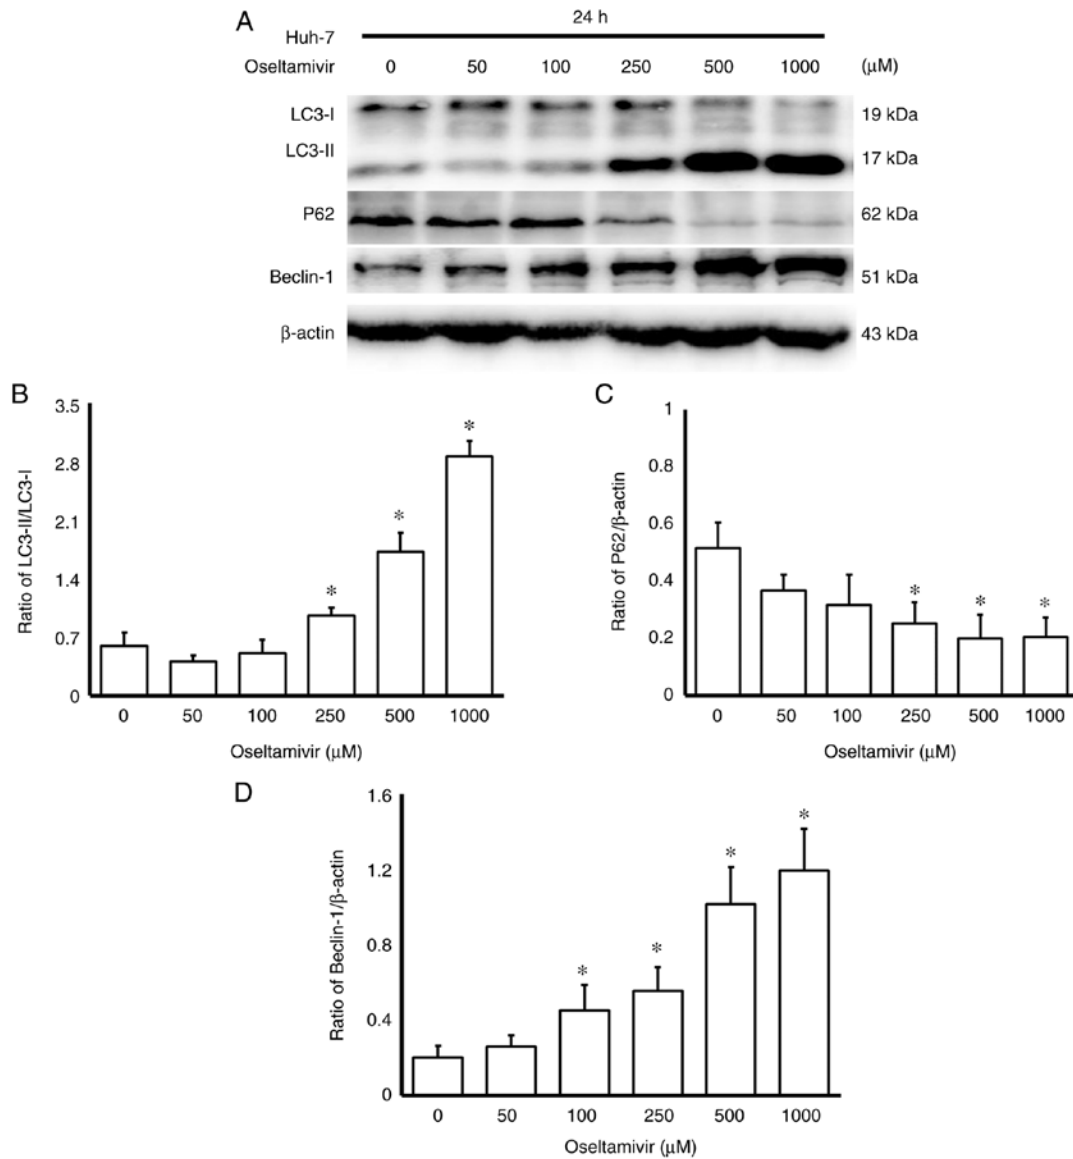 A
24 h
Huh-7
Oseltamivir 0 50 100 250 500 1000 (μM)
LC3-I 19 kDa
LC3-II 17 kDa
P62 62 kDa
Beclin-1 51 kDa
β-actin 43 kDa
B
Ratio of LC3-II/LC3-I
3.5
2.8
2.1
1.4
0.7
0
* * *
0 50 100 250 500 1000
Oseltamivir (μM)
C
Ratio of P62/β-actin
1
0.8
0.6
0.4
0.2
0
* * *
0 50 100 250 500 1000
Oseltamivir (μM)
D
Ratio of Beclin-1/β-actin
1.6
1.2
0.8
0.4
0
* * * *
0 50 100 250 500 1000
Oseltamivir (μM)